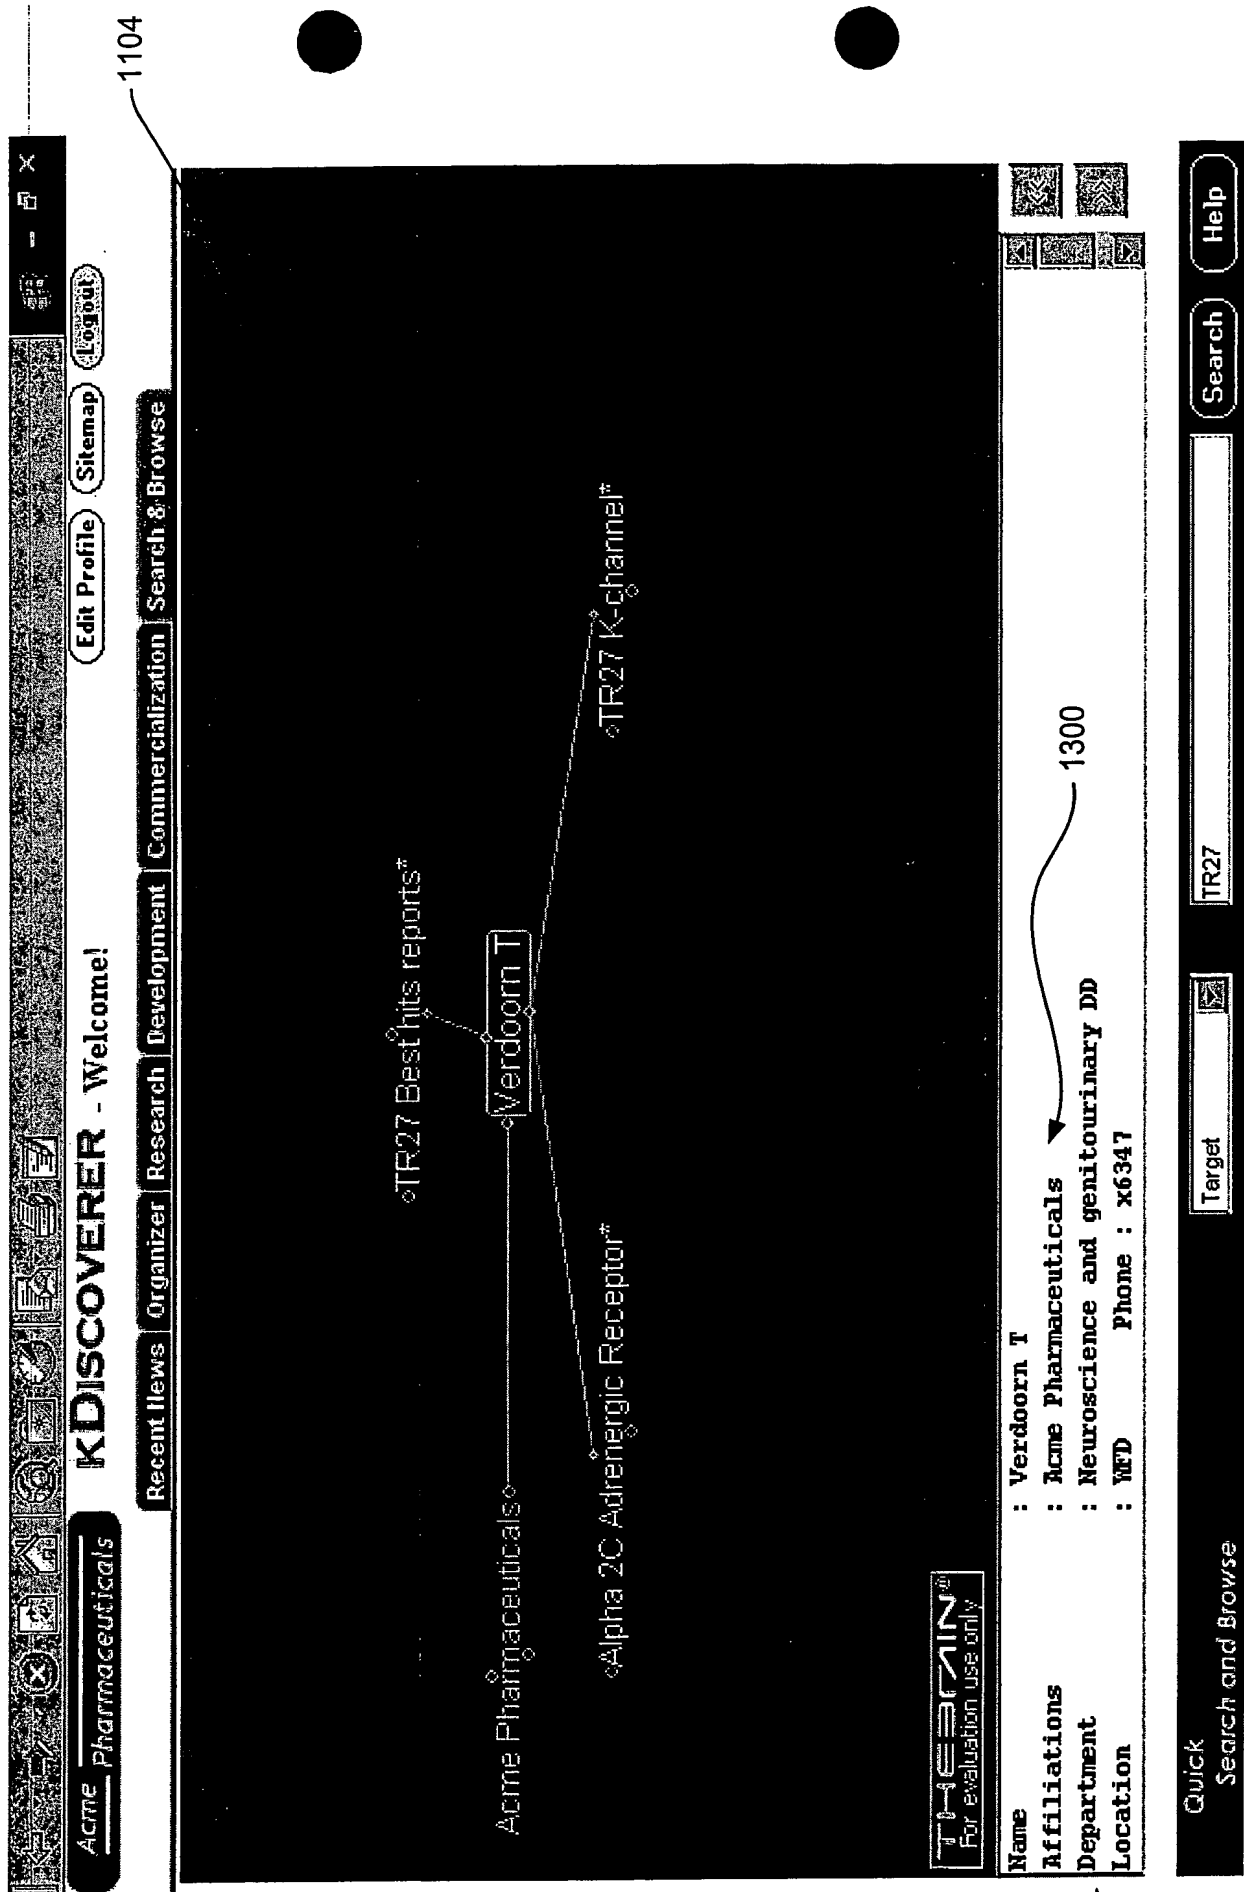 1104
Acme
Pharmaceuticals
KDISCOVERER - Welcome!
Edit Profile
Sitemap
Logout
Recent News
Organizer
Research
Development
Commercialization
Search & Browse
TR27 Best hits reports*
Acme Pharmaceuticals
Verdoorn T
Alpha 2C Adrenergic Receptor*
TR27 K-channel*
THEBRAIN®
For evaluation use only
Name : Verdoorn T
Affiliations : Acme Pharmaceuticals
Department : Neuroscience and genitourinary DD
Location : WFD Phone : x6347
1300
Quick
Search and Browse
Target
TR27
Search
Help